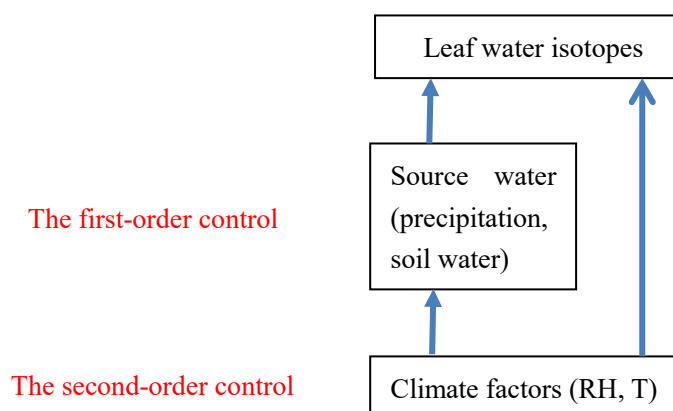 Leaf water isotopes
Source water
(precipitation,
The first-order control
soil water)
The second-order control
Climate factors (RH, T)